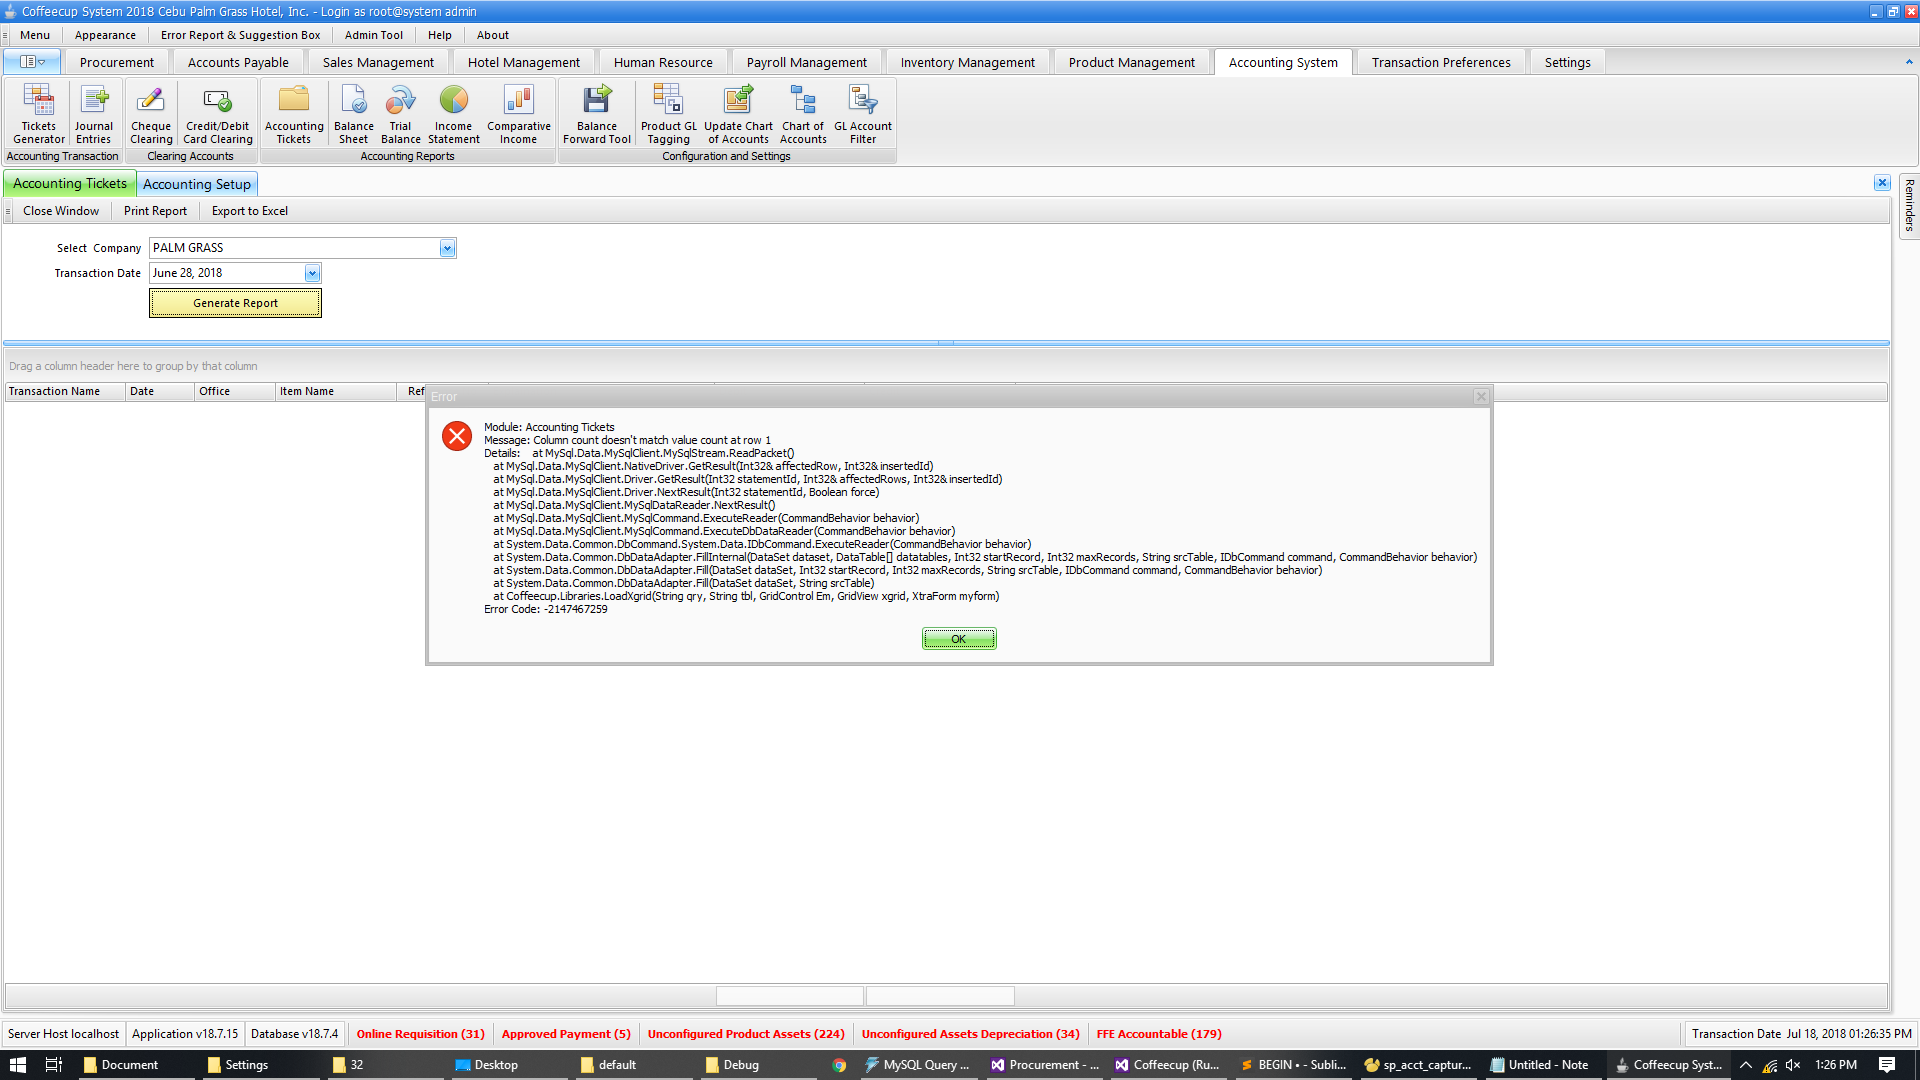 Coffeecup System 2018 Cebu Palm Grass Hotel, Inc. - Login as root@system admin
Menu Appearance Error Report & Suggestion Box Admin Tool Help About
Procurement Accounts Payable Sales Management Hotel Management Human Resource Payroll Management Inventory Management Product Management Accounting System Transaction Preferences Settings
Tickets Generator
Journal Entries
Cheque Clearing
Credit/Debit Card Clearing
Accounting Tickets
Balance Sheet
Trial Balance
Income Statement
Comparative Income
Balance Forward Tool
Product GL Tagging
Update Chart of Accounts
Chart of Accounts
GL Account Filter
Accounting Transaction Clearing Accounts Accounting Reports Configuration and Settings
Accounting Tickets Accounting Setup
Reminders
Close Window Print Report Export to Excel
Select Company PALM GRASS
Transaction Date June 28, 2018
Generate Report
Drag a column header here to group by that column
Transaction Name Date Office Item Name Ref
Error
Module: Accounting Tickets
Message: Column count doesn't match value count at row 1
Details: at MySql.Data.MySqlClient.MySqlStream.ReadPacket()
at MySql.Data.MySqlClient.NativeDriver.GetResult(Int32& affectedRow, Int32& insertedId)
at MySql.Data.MySqlClient.Driver.GetResult(Int32 statementId, Int32& affectedRows, Int32& insertedId)
at MySql.Data.MySqlClient.Driver.NextResult(Int32 statementId, Boolean force)
at MySql.Data.MySqlClient.MySqlDataReader.NextResult()
at MySql.Data.MySqlClient.MySqlCommand.ExecuteReader(CommandBehavior behavior)
at MySql.Data.MySqlClient.MySqlCommand.ExecuteDbDataReader(CommandBehavior behavior)
at System.Data.Common.DbCommand.System.Data.IDbCommand.ExecuteReader(CommandBehavior behavior)
at System.Data.Common.DbDataAdapter.FillInternal(DataSet dataset, DataTable[] datatables, Int32 startRecord, Int32 maxRecords, String srcTable, IDbCommand command, CommandBehavior behavior)
at System.Data.Common.DbDataAdapter.Fill(DataSet dataSet, Int32 startRecord, Int32 maxRecords, String srcTable, IDbCommand command, CommandBehavior behavior)
at System.Data.Common.DbDataAdapter.Fill(DataSet dataSet, String srcTable)
at Coffeecup.Libraries.LoadXgrid(String qry, String tbl, GridControl Em, GridView xgrid, XtraForm myform)
Error Code: -2147467259
OK
Server Host localhost Application v18.7.15 Database v18.7.4 Online Requisition (31) Approved Payment (5) Unconfigured Product Assets (224) Unconfigured Assets Depreciation (34) FFE Accountable (179) Transaction Date Jul 18, 2018 01:26:35 PM
Document Settings 32 Desktop default Debug MySQL Query ... Procurement - ... Coffeecup (Ru... BEGIN • - Subli... sp_acct_captur... Untitled - Note Coffeecup Syst... 1:26 PM